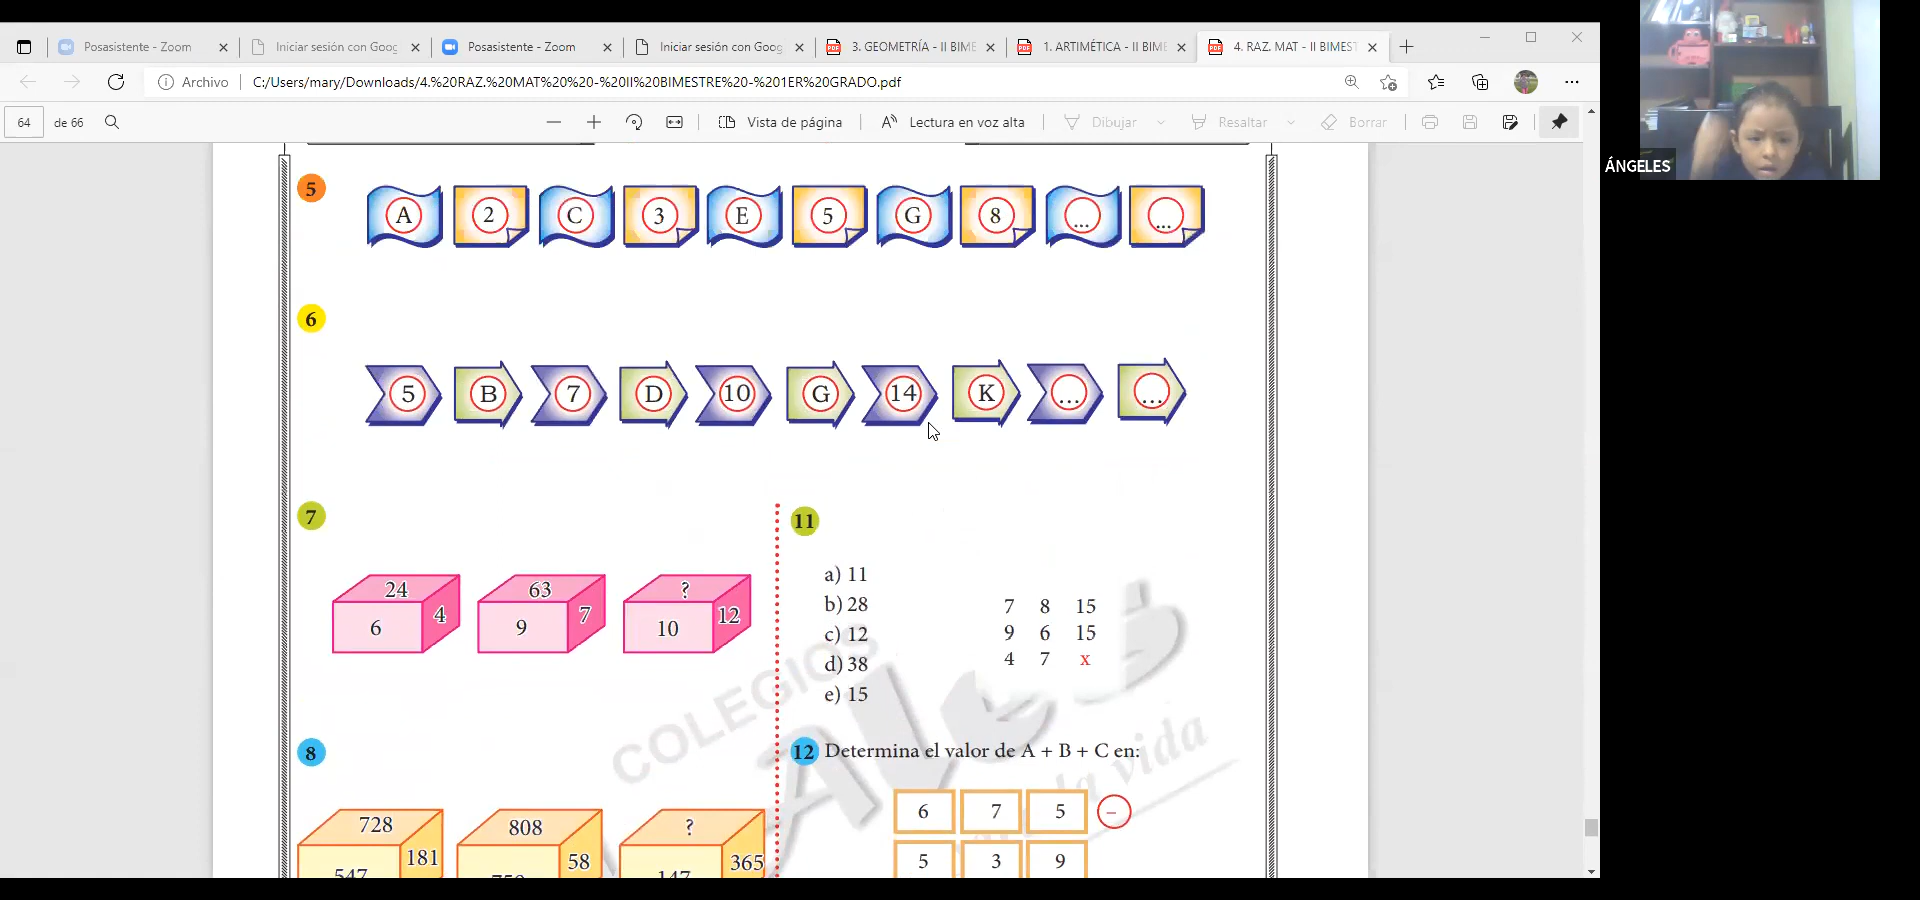 Posasistente - Zoom
Iniciar sesión con Goog
Posasistente - Zoom
Iniciar sesión con Goog
3. GEOMETRÍA - II BIME
1. ARTIMÉTICA - II BIME
4. RAZ. MAT - II BIMEST
Archivo C:/Users/mary/Downloads/4.%20RAZ.%20MAT%20%20-%20II%20BIMESTRE%20-%201ER%20GRADO.pdf
64 de 66 Vista de página Lectura en voz alta Dibujar Resaltar Borrar
ÁNGELES
5
A 2 C 3 E 5 G 8 ... ...
6
5 B 7 D 10 G 14 K ... ...
7
24 6 4
63 9 7
? 10 12
8
728 547 181
808 750 58
? 147 365
11
a) 11
b) 28
c) 12
d) 38
e) 15
7 8 15
9 6 15
4 7 x
12 Determina el valor de A + B + C en:
6 7 5 −
5 3 9
COLEGIOS
vida